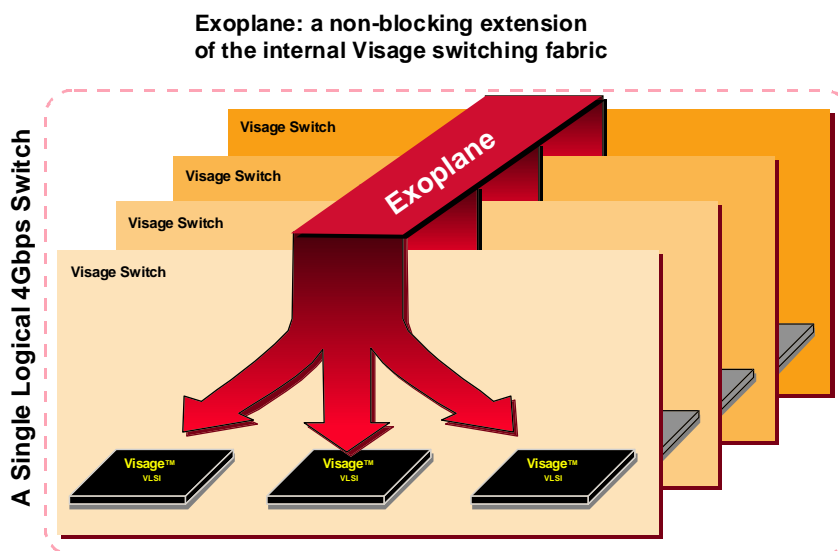 Exoplane: a non-blocking extension
of the internal Visage switching fabric
A Single Logical 4Gbps Switch
Visage Switch
Visage Switch
Visage Switch
Visage Switch
Exoplane
Visage™
VLSI
Visage™
VLSI
Visage™
VLSI